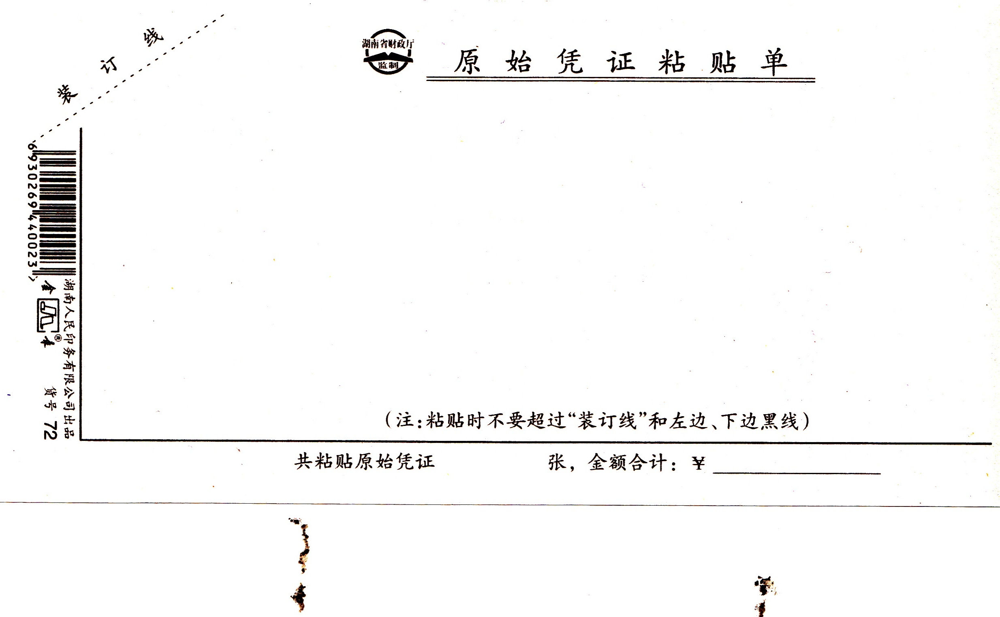 装订线
湖南省财政厅
监制
原始凭证粘贴单
6930269440023>
湖南人民印务有限公司出品
金
®
货号 72
(注:粘贴时不要超过“装订线”和左边、下边黑线)
共粘贴原始凭证 张,金额合计:¥